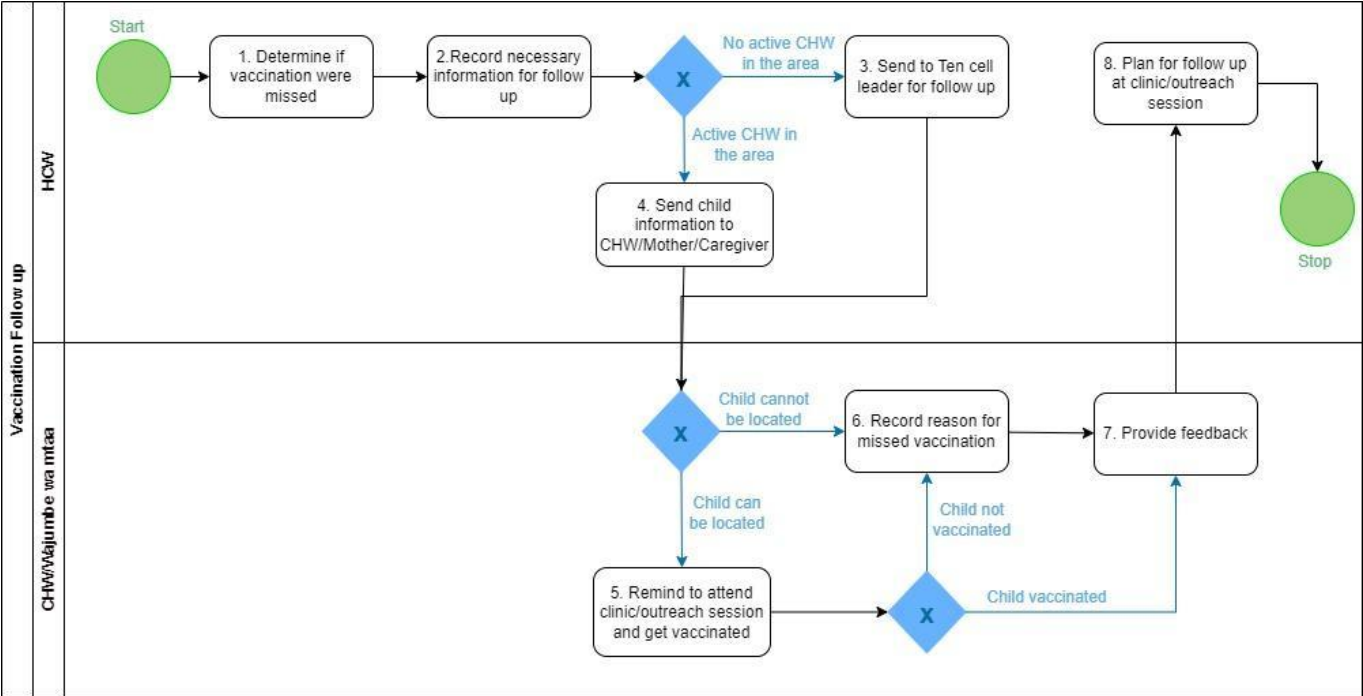 Vaccination Follow up
HCW
Start
1. Determine if
vaccination were
missed
2.Record necessary
information for follow
up
X
No active CHW
in the area
3. Send to Ten cell
leader for follow up
8. Plan for follow up
at clinic/outreach
session
Active CHW in
the area
4. Send child
information to
CHW/Mother/Caregiver
Stop
CHW/Wajumbe wa mtaa
X
Child cannot
be located
6. Record reason for
missed vaccination
7. Provide feedback
Child can
be located
Child not
vaccinated
5. Remind to attend
clinic/outreach session
and get vaccinated
X
Child vaccinated